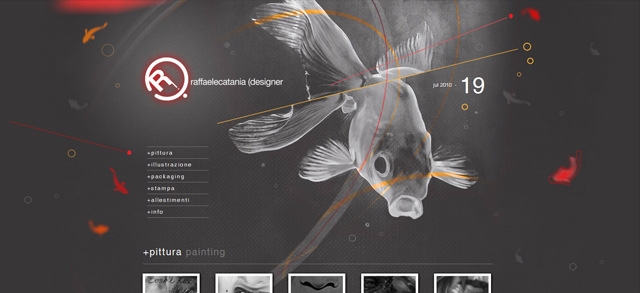 raffaelecatania (designer
jul 2010 - 19
+pittura
+illustrazione
+packaging
+stampa
+allestimenti
+info
+pittura painting